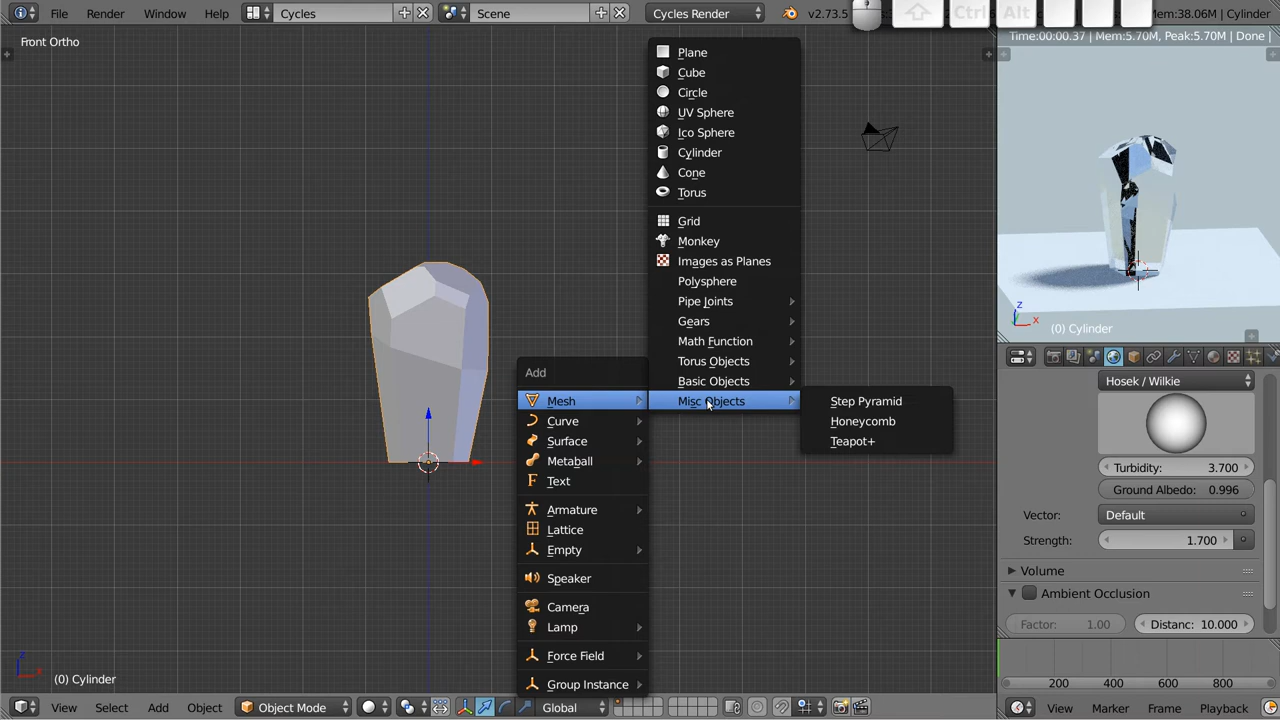 File Render Window Help Cycles Scene Cycles Render v2.73.5 Mem:38.06M | Cylinder
Ctrl Alt
Front Ortho
Time:00:00.37 | Mem:5.70M, Peak:5.70M | Done |
Plane
Cube
Circle
UV Sphere
Ico Sphere
Cylinder
Cone
Torus
Grid
Monkey
Images as Planes
Polysphere
Pipe Joints
Gears
Math Function
Torus Objects
Basic Objects
Misc Objects
Step Pyramid
Honeycomb
Teapot+
Add
Mesh
Curve
Surface
Metaball
Text
Armature
Lattice
Empty
Speaker
Camera
Lamp
Force Field
Group Instance
z
x
(0) Cylinder
z
x
(0) Cylinder
Hosek / Wilkie
Turbidity: 3.700
Ground Albedo: 0.996
Vector: Default
Strength: 1.700
Volume
Ambient Occlusion
Factor: 1.00 Distanc: 10.000
200 400 600 800
View Select Add Object Object Mode Global
View Marker Frame Playback